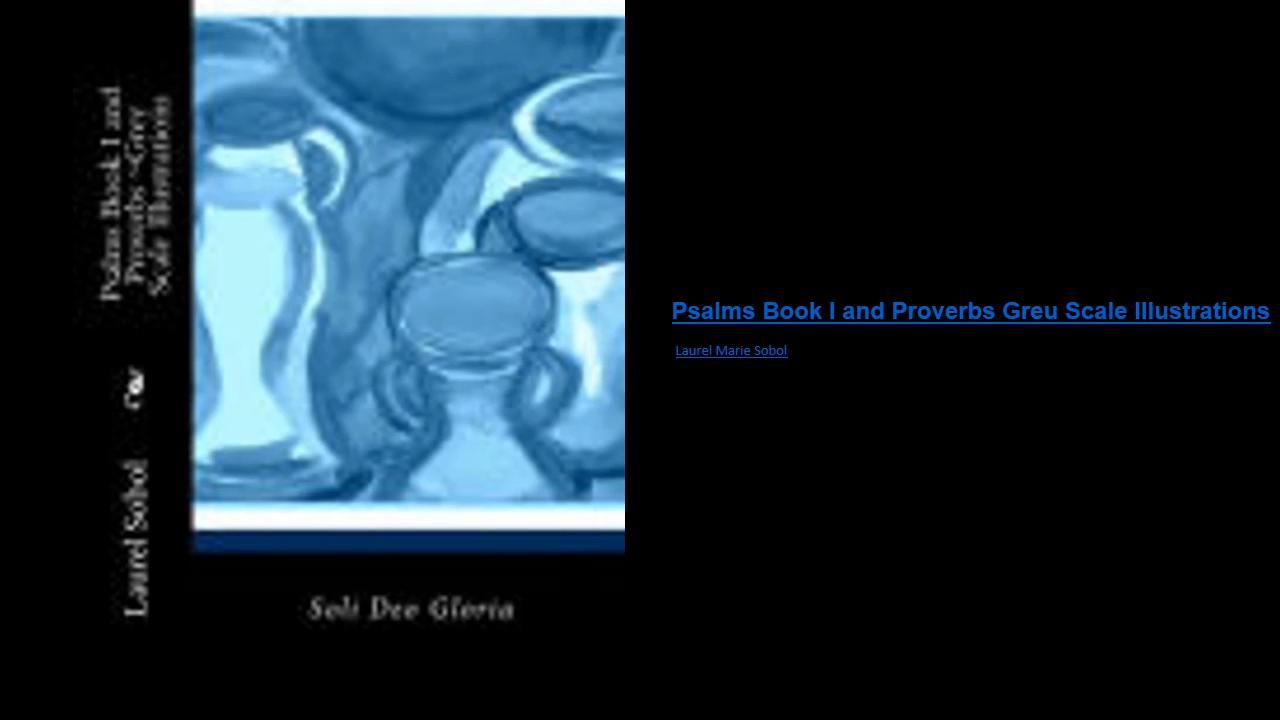 Psalms Book I and
Proverbs ~Grey
Scale Illustrations
Laurel Sobol
Soli Deo Gloria
Psalms Book I and Proverbs Greu Scale Illustrations
Laurel Marie Sobol